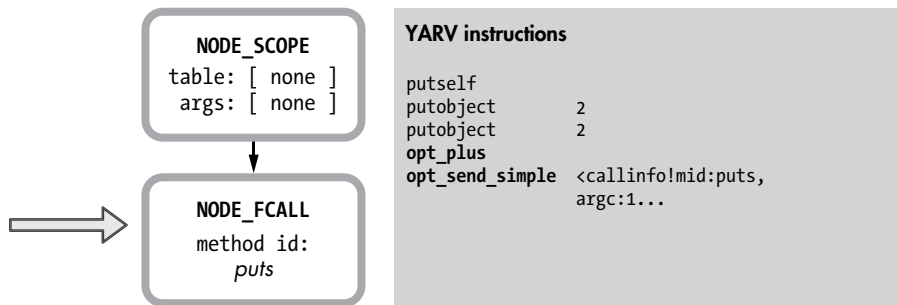 NODE_SCOPE
table: [ none ]
args: [ none ]
NODE_FCALL
method id:
puts
YARV instructions
putself
putobject 2
putobject 2
opt_plus
opt_send_simple <callinfo!mid:puts,
argc:1...